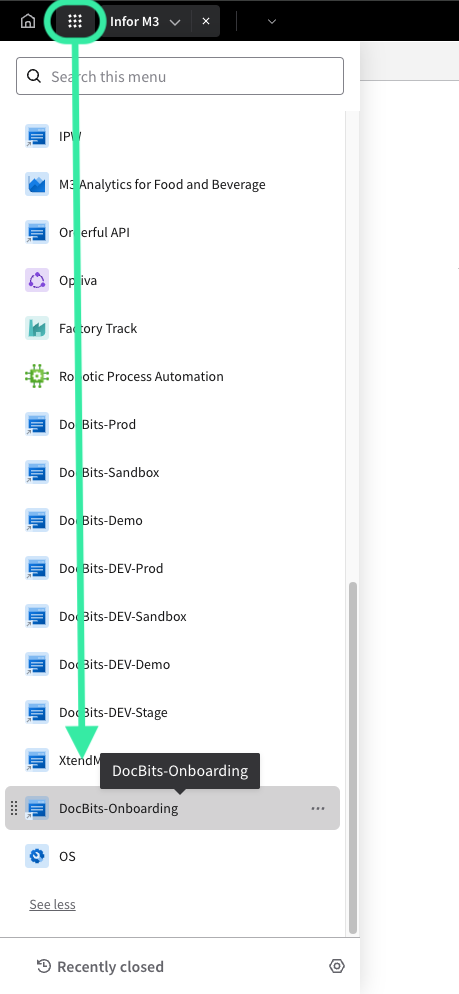 Infor M3
Search this menu
IPW
M3 Analytics for Food and Beverage
Orderful API
Optiva
Factory Track
Robotic Process Automation
DocBits-Prod
DocBits-Sandbox
DocBits-Demo
DocBits-DEV-Prod
DocBits-DEV-Sandbox
DocBits-DEV-Demo
DocBits-DEV-Stage
DocBits-Onboarding
DocBits-Onboarding
OS
See less
Recently closed